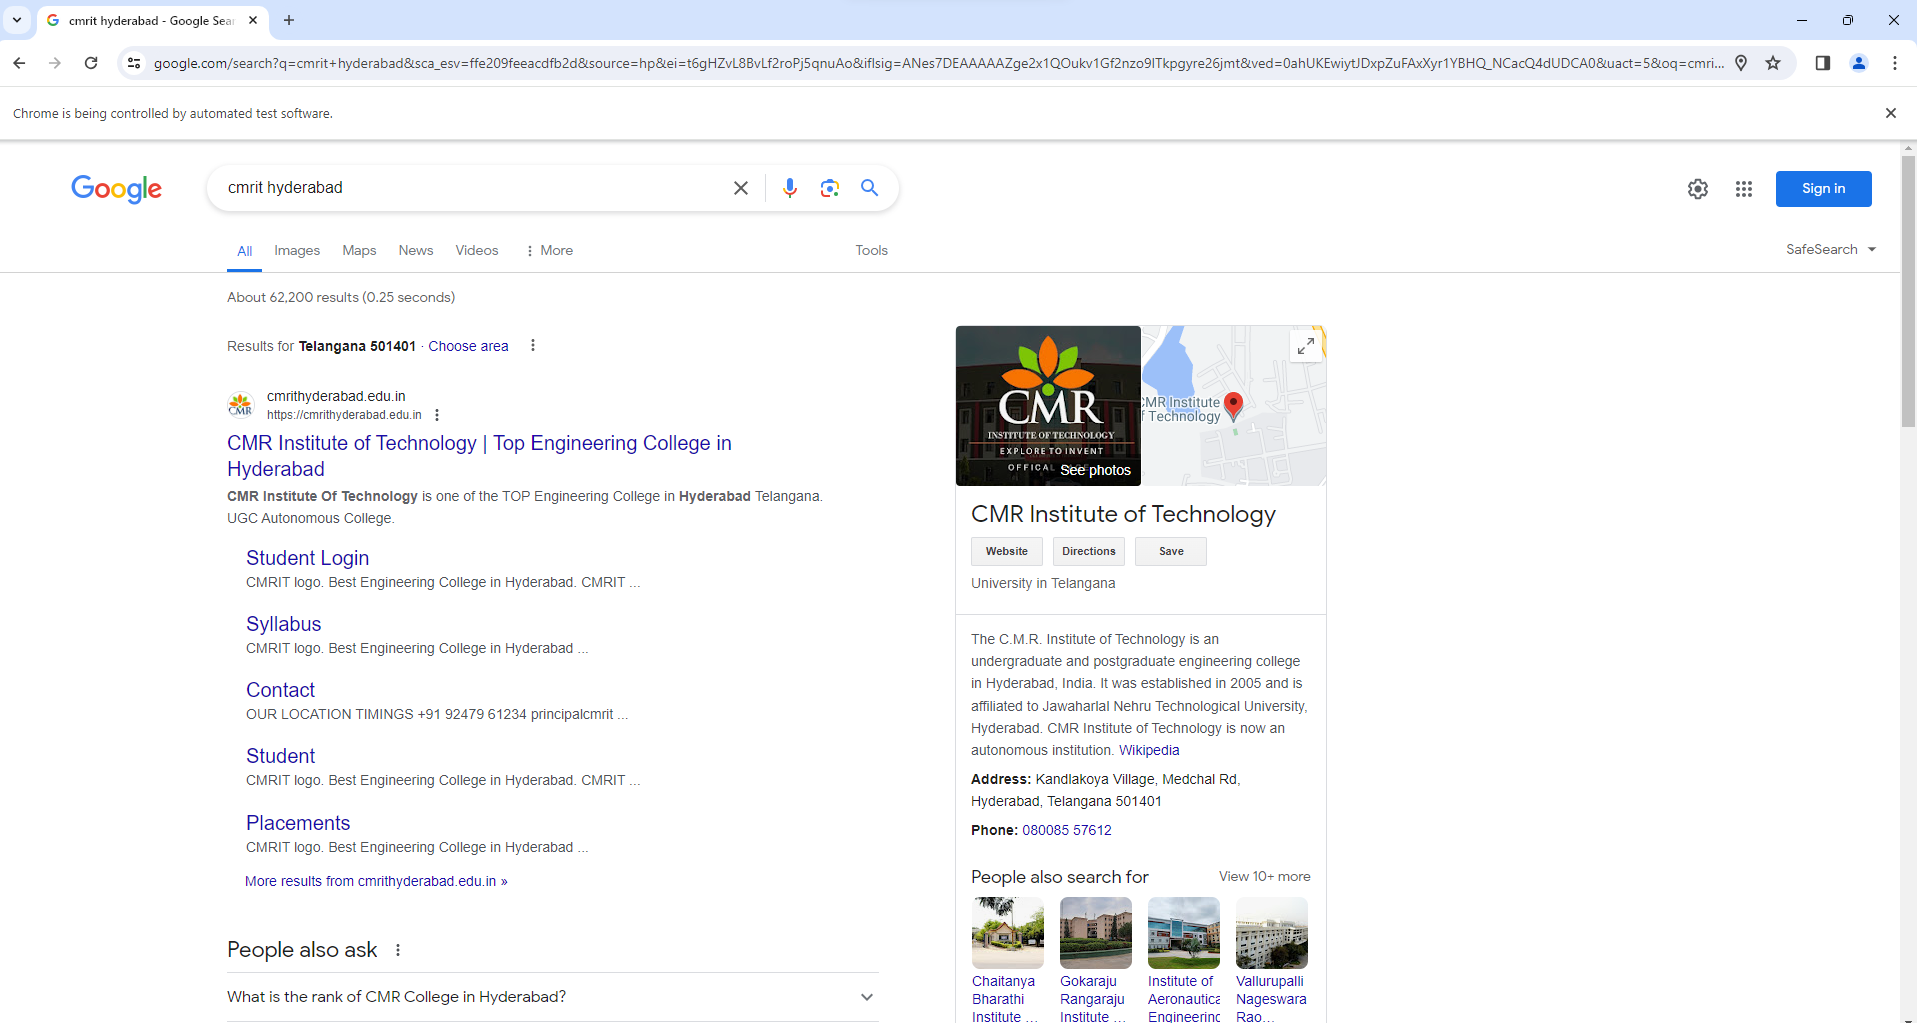 cmrit hyderabad - Google Sea
google.com/search?q=cmrit+hyderabad&sca_esv=ffe209feeacdfb2d&source=hp&ei=t6gHZvL8BvLf2roPj5qnuAo&iflsig=ANes7DEAAAAAZge2x1QOukv1Gf2nzo9ITkpgyre26jmt&ved=0ahUKEwiytJDxpZuFAxXyr1YBHQ_NCacQ4dUDCA0&uact=5&oq=cmri...
Chrome is being controlled by automated test software.
Google
cmrit hyderabad
Sign in
All Images Maps News Videos More Tools
SafeSearch
About 62,200 results (0.25 seconds)
Results for Telangana 501401 · Choose area
CMR
cmrithyderabad.edu.in
https://cmrithyderabad.edu.in
CMR Institute of Technology | Top Engineering College in
Hyderabad
CMR Institute Of Technology is one of the TOP Engineering College in Hyderabad Telangana.
UGC Autonomous College.
Student Login
CMRIT logo. Best Engineering College in Hyderabad. CMRIT ...
Syllabus
CMRIT logo. Best Engineering College in Hyderabad ...
Contact
OUR LOCATION TIMINGS +91 92479 61234 principalcmrit ...
Student
CMRIT logo. Best Engineering College in Hyderabad. CMRIT ...
Placements
CMRIT logo. Best Engineering College in Hyderabad ...
More results from cmrithyderabad.edu.in »
People also ask
What is the rank of CMR College in Hyderabad?
CMR
INSTITUTE OF TECHNOLOGY
EXPLORE TO INVENT
OFFICAL
See photos
CMR Institute
of Technology
CMR Institute of Technology
Website Directions Save
University in Telangana
The C.M.R. Institute of Technology is an
undergraduate and postgraduate engineering college
in Hyderabad, India. It was established in 2005 and is
affiliated to Jawaharlal Nehru Technological University,
Hyderabad. CMR Institute of Technology is now an
autonomous institution. Wikipedia
Address: Kandlakoya Village, Medchal Rd,
Hyderabad, Telangana 501401
Phone: 080085 57612
People also search for
View 10+ more
Chaitanya
Bharathi
Institute ...
Gokaraju
Rangaraju
Institute ...
Institute of
Aeronautica
Engineering
Vallurupalli
Nageswara
Rao...